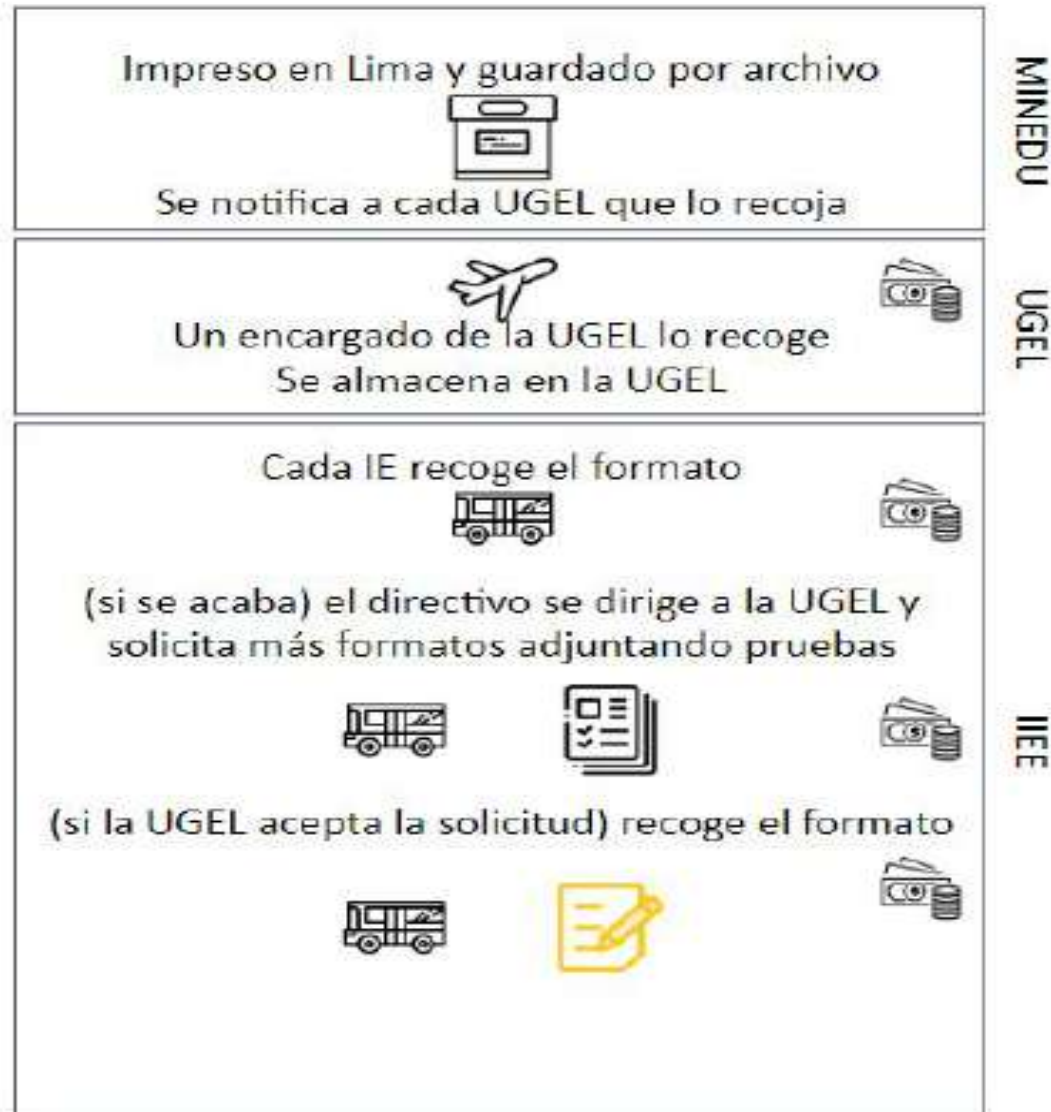 Impreso en Lima y guardado por archivo
Se notifica a cada UGEL que lo recoja
MINEDU
Un encargado de la UGEL lo recoge
Se almacena en la UGEL
UGEL
Cada IE recoge el formato
(si se acaba) el directivo se dirige a la UGEL y
solicita más formatos adjuntando pruebas
(si la UGEL acepta la solicitud) recoge el formato
IIEE